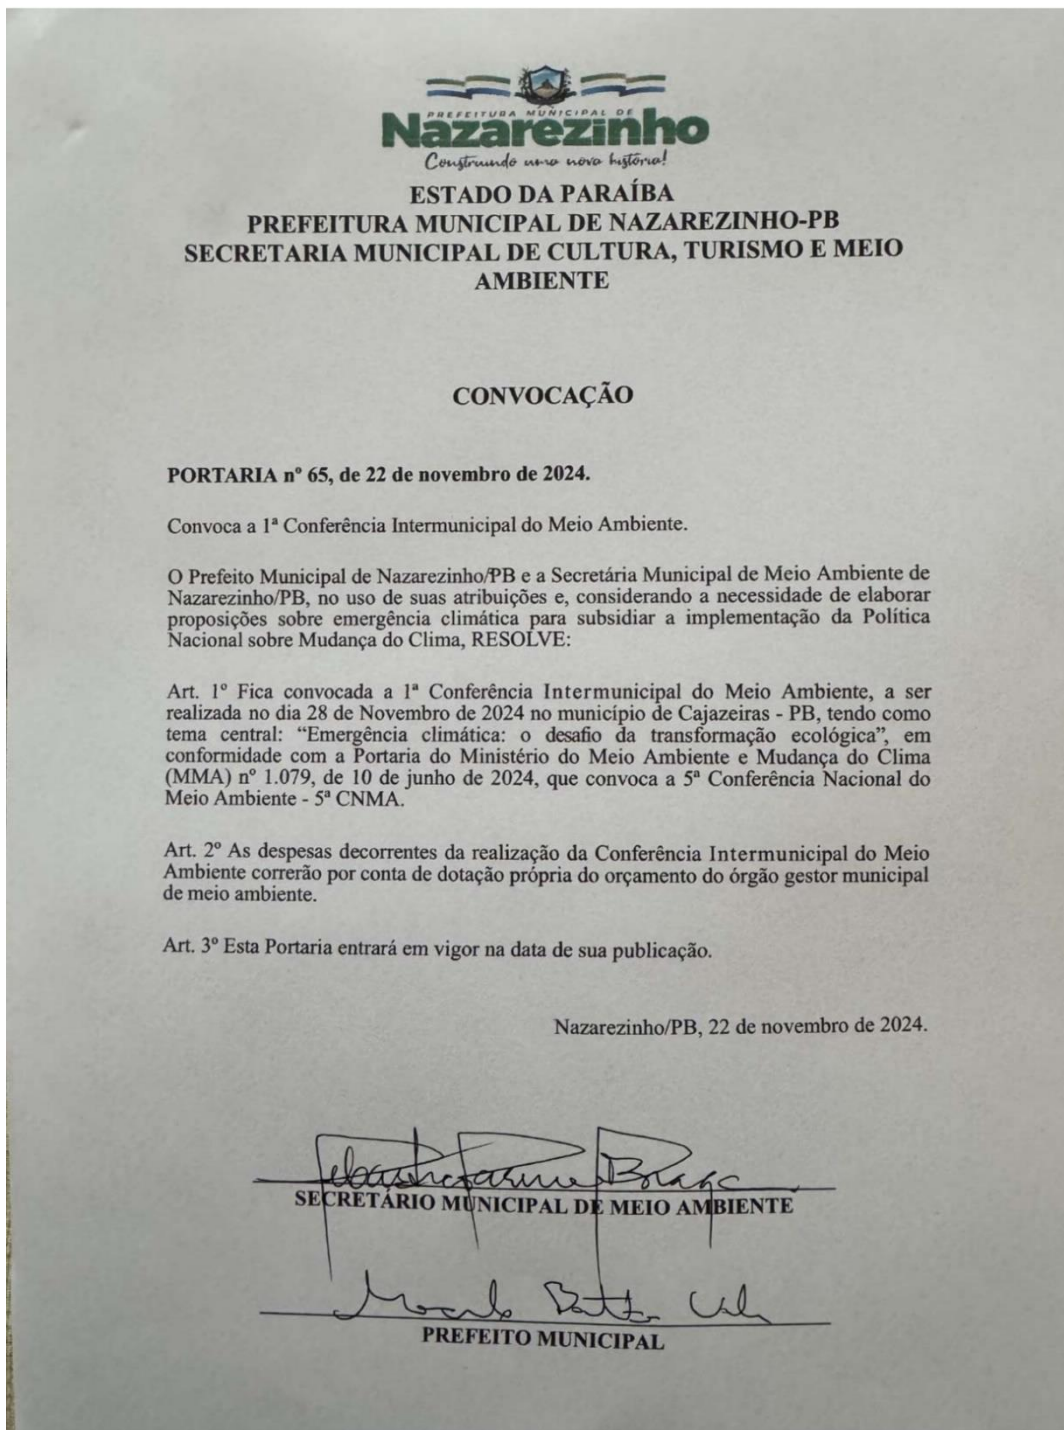 PREFEITURA MUNICIPAL DE
Nazarezinho
Construindo uma nova história!
ESTADO DA PARAÍBA
PREFEITURA MUNICIPAL DE NAZAREZINHO-PB
SECRETARIA MUNICIPAL DE CULTURA, TURISMO E MEIO
AMBIENTE
CONVOCAÇÃO
PORTARIA nº 65, de 22 de novembro de 2024.
Convoca a 1ª Conferência Intermunicipal do Meio Ambiente.
O Prefeito Municipal de Nazarezinho/PB e a Secretária Municipal de Meio Ambiente de
Nazarezinho/PB, no uso de suas atribuições e, considerando a necessidade de elaborar
proposições sobre emergência climática para subsidiar a implementação da Política
Nacional sobre Mudança do Clima, RESOLVE:
Art. 1º Fica convocada a 1ª Conferência Intermunicipal do Meio Ambiente, a ser
realizada no dia 28 de Novembro de 2024 no município de Cajazeiras - PB, tendo como
tema central: “Emergência climática: o desafio da transformação ecológica”, em
conformidade com a Portaria do Ministério do Meio Ambiente e Mudança do Clima
(MMA) nº 1.079, de 10 de junho de 2024, que convoca a 5ª Conferência Nacional do
Meio Ambiente - 5ª CNMA.
Art. 2º As despesas decorrentes da realização da Conferência Intermunicipal do Meio
Ambiente correrão por conta de dotação própria do orçamento do órgão gestor municipal
de meio ambiente.
Art. 3º Esta Portaria entrará em vigor na data de sua publicação.
Nazarezinho/PB, 22 de novembro de 2024.
Braga
SECRETÁRIO MUNICIPAL DE MEIO AMBIENTE
PREFEITO MUNICIPAL